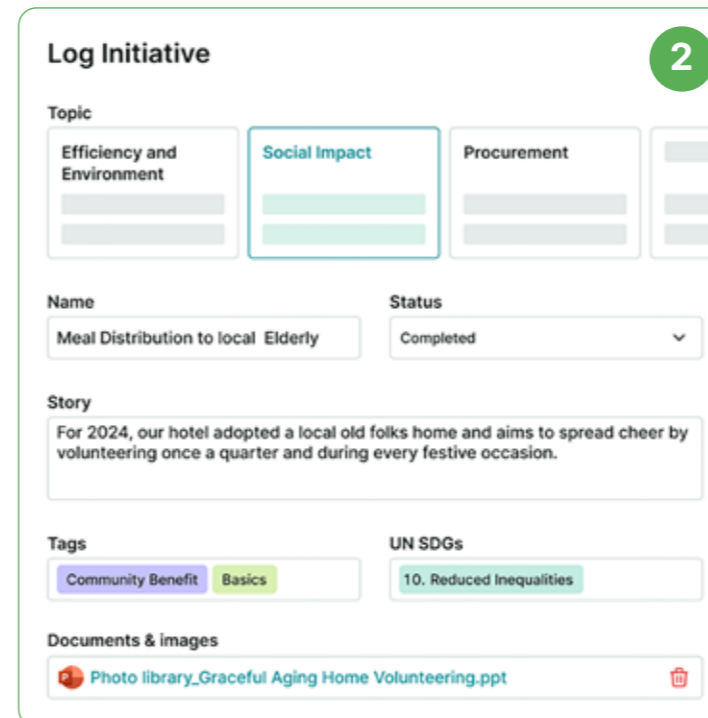 Log Initiative
2
Topic
Efficiency and
Environment
Social Impact
Procurement
Name
Status
Meal Distribution to local  Elderly
Completed
Story
For 2024, our hotel adopted a local old folks home and aims to spread cheer by
volunteering once a quarter and during every festive occasion.
Tags
UN SDGs
Community Benefit Basics
10. Reduced Inequalities
Documents & images
P
Photo library_Graceful Aging Home Volunteering.ppt